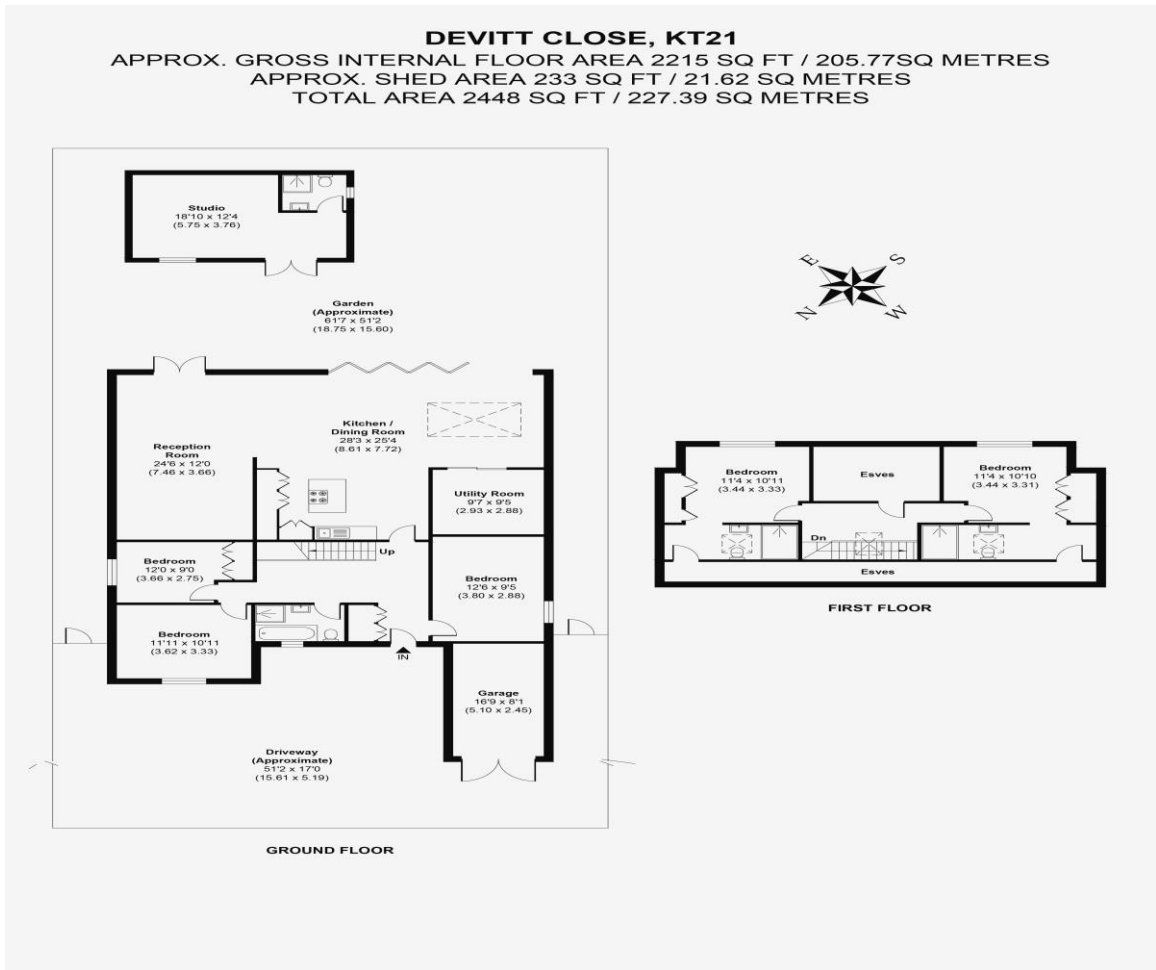 DEVITT CLOSE, KT21
APPROX. GROSS INTERNAL FLOOR AREA 2215 SQ FT / 205.77SQ METRES
APPROX. SHED AREA 233 SQ FT / 21.62 SQ METRES
TOTAL AREA 2448 SQ FT / 227.39 SQ METRES
Studio
18'10 x 12'4
(5.75 x 3.76)
Garden
(Approximate)
61'7 x 51'2
(18.75 x 15.60)
E
S
N
W
Kitchen /
Dining Room
28'3 x 25'4
(8.61 x 7.72)
Reception
Room
24'6 x 12'0
(7.46 x 3.66)
Utility Room
9'7 x 9'5
(2.93 x 2.88)
Up
Bedroom
12'0 x 9'0
(3.66 x 2.75)
Bedroom
12'6 x 9'5
(3.80 x 2.88)
Bedroom
11'11 x 10'11
(3.62 x 3.33)
IN
Garage
16'9 x 8'1
(5.10 x 2.45)
Driveway
(Approximate)
51'2 x 17'0
(15.61 x 5.19)
GROUND FLOOR
Bedroom
11'4 x 10'11
(3.44 x 3.33)
Esves
Bedroom
11'4 x 10'10
(3.44 x 3.31)
Dn
Esves
FIRST FLOOR